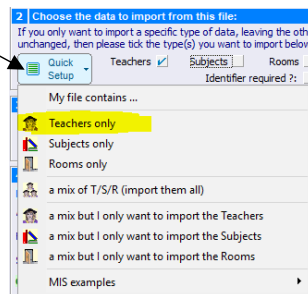 2 Choose the data to import from this file:
If you only want to import a specific type of data, leaving the oth
unchanged, then please tick the type(s) you want to import below
Quick Setup Teachers Subjects Rooms
Identifier required ?:
My file contains ...
Teachers only
Subjects only
Rooms only
a mix of T/S/R (import them all)
a mix but I only want to import the Teachers
a mix but I only want to import the Subjects
a mix but I only want to import the Rooms
MIS examples